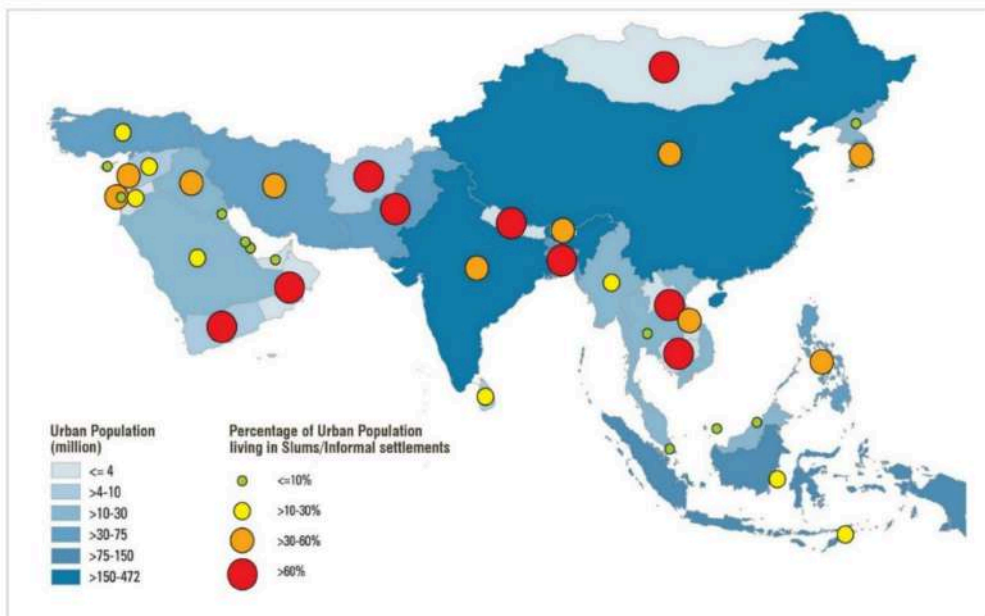 Urban Population
(million)
<= 4
>4-10
>10-30
>30-75
>75-150
>150-472
Percentage of Urban Population
living in Slums/Informal settlements
<=10%
>10-30%
>30-60%
>60%